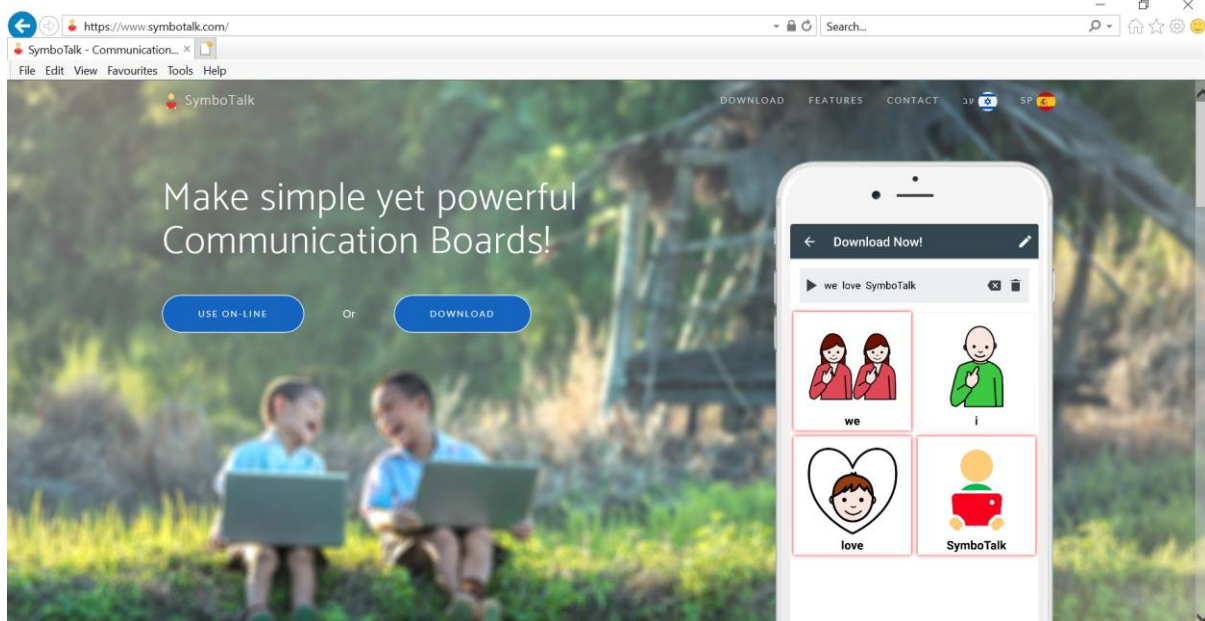 https://www.symbotalk.com/
Search...
SymboTalk - Communication...
File Edit View Favourites Tools Help
SymboTalk
DOWNLOAD FEATURES CONTACT עב SP
Make simple yet powerful
Communication Boards!
USE ON-LINE Or DOWNLOAD
Download Now!
we love SymboTalk
we i
love SymboTalk